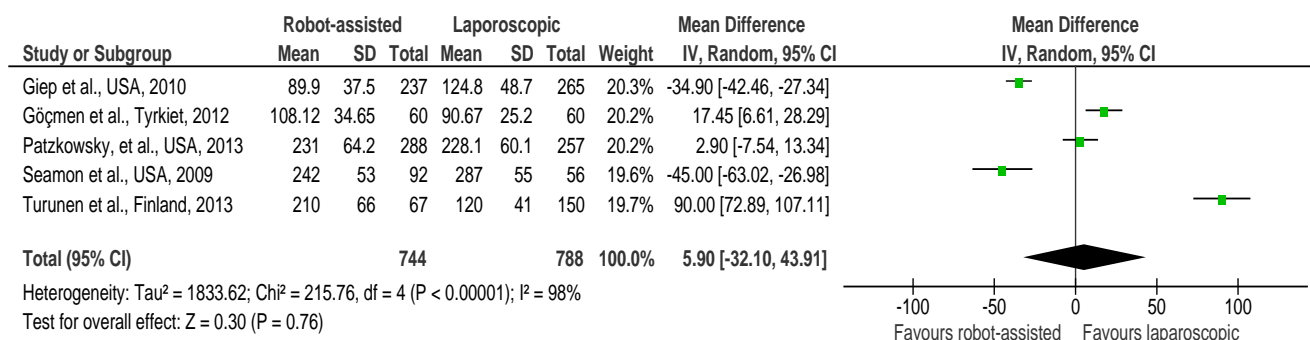 Robot-assisted Laparoscopic Mean Difference Mean Difference
Study or Subgroup Mean SD Total Mean SD Total Weight IV, Random, 95% CI IV, Random, 95% CI
Giep et al., USA, 2010 89.9 37.5 237 124.8 48.7 265 20.3% -34.90 [-42.46, -27.34]
Göçmen et al., Tyrkiet, 2012 108.12 34.65 60 90.67 25.2 60 20.2% 17.45 [6.61, 28.29]
Patzkowsky, et al., USA, 2013 231 64.2 288 228.1 60.1 257 20.2% 2.90 [-7.54, 13.34]
Seamon et al., USA, 2009 242 53 92 287 55 56 19.6% -45.00 [-63.02, -26.98]
Turunen et al., Finland, 2013 210 66 67 120 41 150 19.7% 90.00 [72.89, 107.11]
Total (95% CI) 744 788 100.0% 5.90 [-32.10, 43.91]
Heterogeneity: Tau² = 1833.62; Chi² = 215.76, df = 4 (P < 0.00001); I² = 98%
Test for overall effect: Z = 0.30 (P = 0.76)
-100 -50 0 50 100
Favours robot-assisted Favours laparoscopic